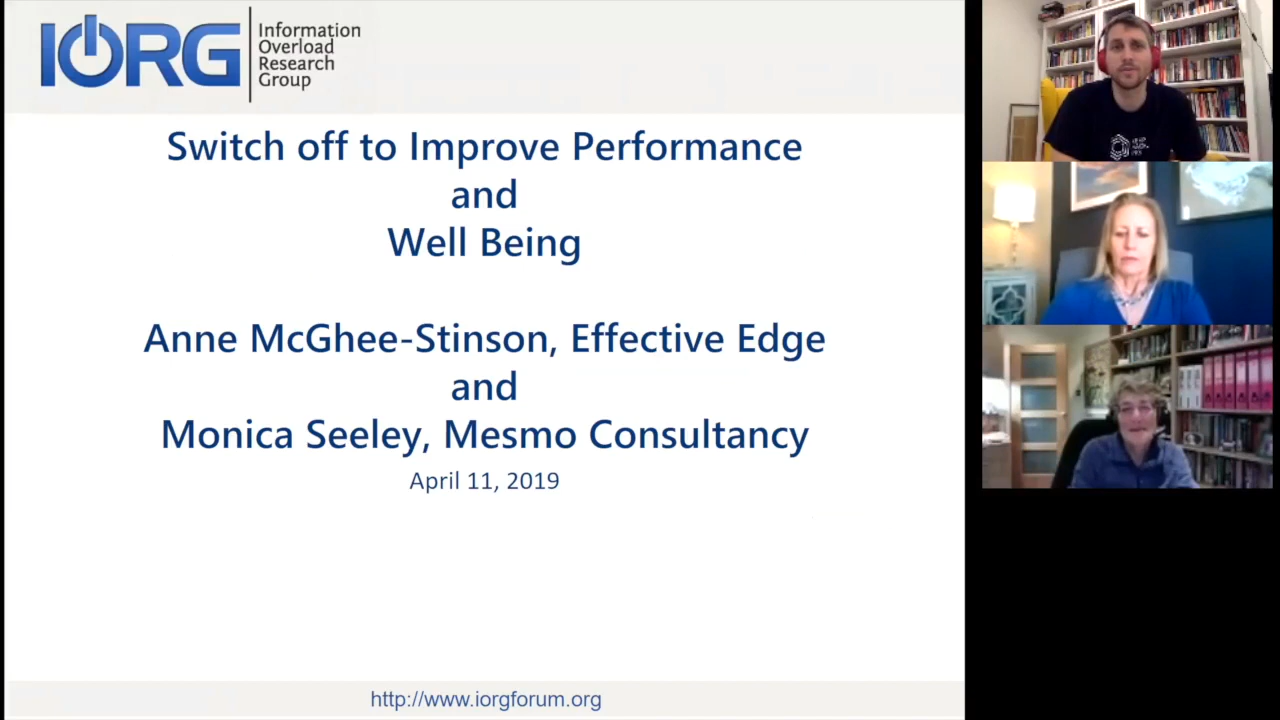 IORG
Information
Overload
Research
Group
Switch off to Improve Performance
and
Well Being
Anne McGhee-Stinson, Effective Edge
and
Monica Seeley, Mesmo Consultancy
April 11, 2019
http://www.iorgforum.org